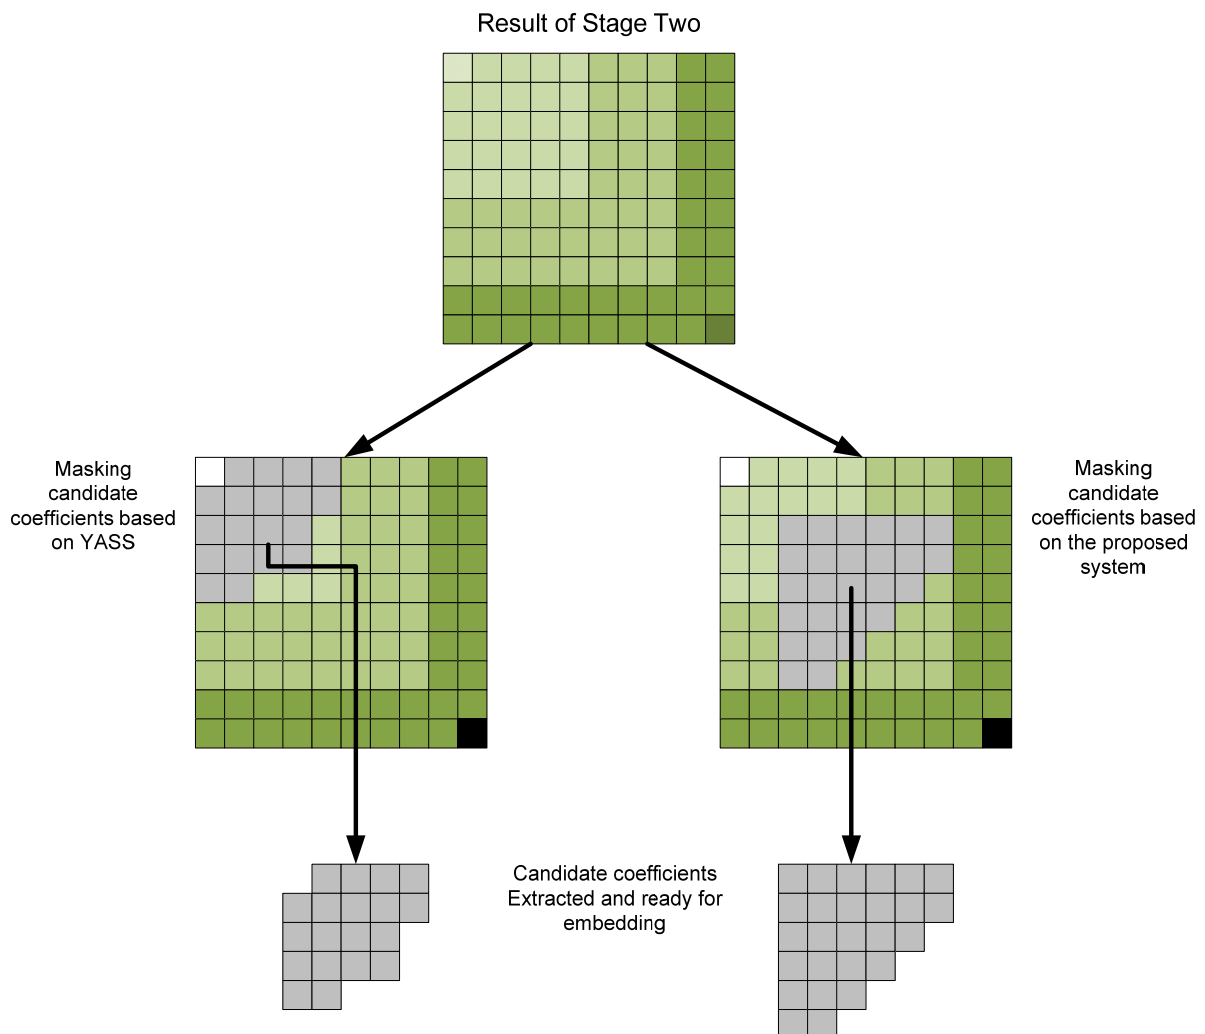 Result of Stage Two
Masking
candidate
coefficients based
on YASS
Masking
candidate
coefficients based
on the proposed
system
Candidate coefficients
Extracted and ready for
embedding